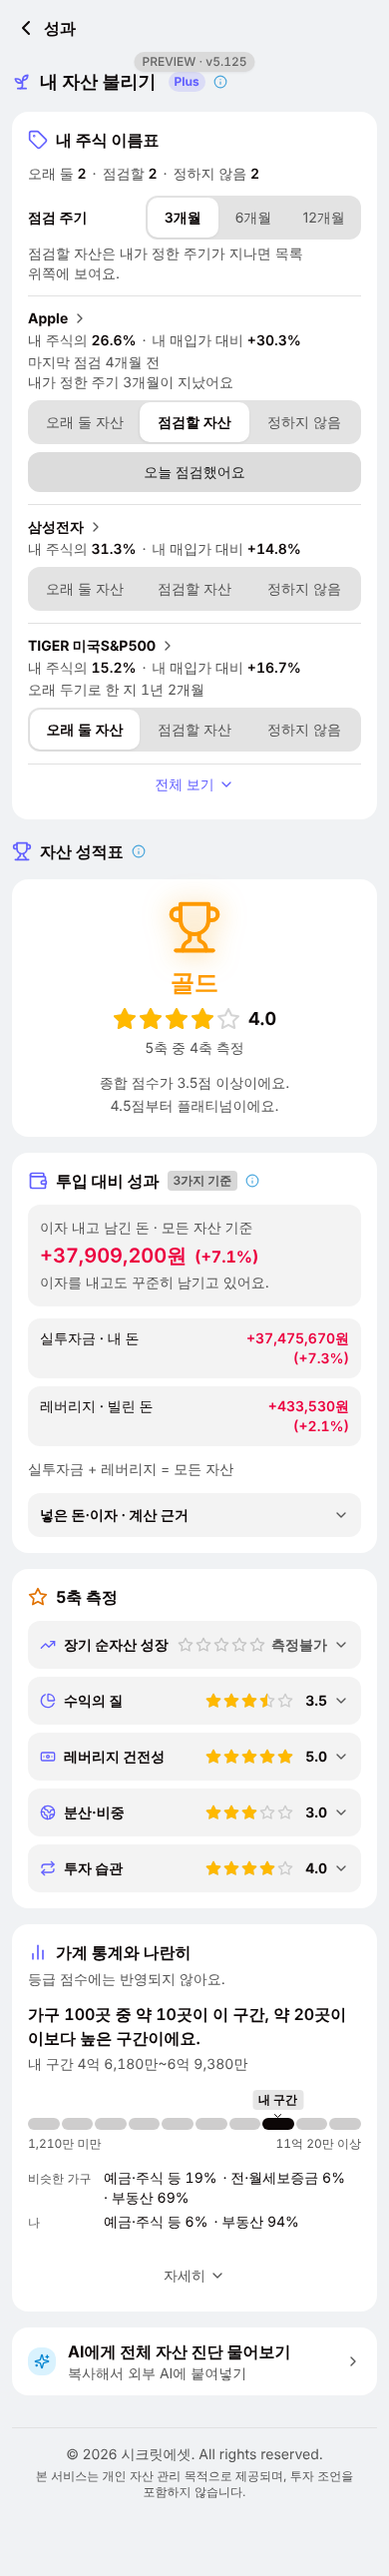 성과
PREVIEW · v5.125
내 자산 불리기 Plus
내 주식 이름표
오래 둘 2 · 점검할 2 · 정하지 않음 2
점검 주기 3개월 6개월 12개월
점검할 자산은 내가 정한 주기가 지나면 목록
위쪽에 보여요.
Apple
내 주식의 26.6% · 내 매입가 대비 +30.3%
마지막 점검 4개월 전
내가 정한 주기 3개월이 지났어요
오래 둘 자산 점검할 자산 정하지 않음
오늘 점검했어요
삼성전자
내 주식의 31.3% · 내 매입가 대비 +14.8%
오래 둘 자산 점검할 자산 정하지 않음
TIGER 미국S&P500
내 주식의 15.2% · 내 매입가 대비 +16.7%
오래 두기로 한 지 1년 2개월
오래 둘 자산 점검할 자산 정하지 않음
전체 보기
자산 성적표
골드
4.0
5축 중 4축 측정
종합 점수가 3.5점 이상이에요.
4.5점부터 플래티넘이에요.
투입 대비 성과 3가지 기준
이자 내고 남긴 돈 · 모든 자산 기준
+37,909,200원 (+7.1%)
이자를 내고도 꾸준히 남기고 있어요.
실투자금 · 내 돈 +37,475,670원
(+7.3%)
레버리지 · 빌린 돈 +433,530원
(+2.1%)
실투자금 + 레버리지 = 모든 자산
넣은 돈·이자 · 계산 근거
5축 측정
장기 순자산 성장 측정불가
수익의 질 3.5
레버리지 건전성 5.0
분산·비중 3.0
투자 습관 4.0
가계 통계와 나란히
등급 점수에는 반영되지 않아요.
가구 100곳 중 약 10곳이 이 구간, 약 20곳이
이보다 높은 구간이에요.
내 구간 4억 6,180만~6억 9,380만
내 구간
1,210만 미만 11억 20만 이상
비슷한 가구 예금·주식 등 19% · 전·월세보증금 6%
· 부동산 69%
나 예금·주식 등 6% · 부동산 94%
자세히
AI에게 전체 자산 진단 물어보기
복사해서 외부 AI에 붙여넣기
© 2026 시크릿에셋. All rights reserved.
본 서비스는 개인 자산 관리 목적으로 제공되며, 투자 조언을
포함하지 않습니다.